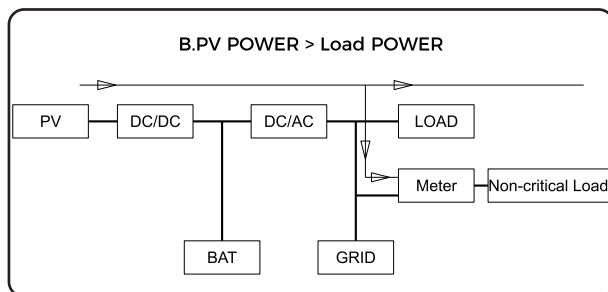 B.PV POWER > Load POWER
PV
DC/DC
DC/AC
LOAD
Meter
Non-critical Load
BAT
GRID